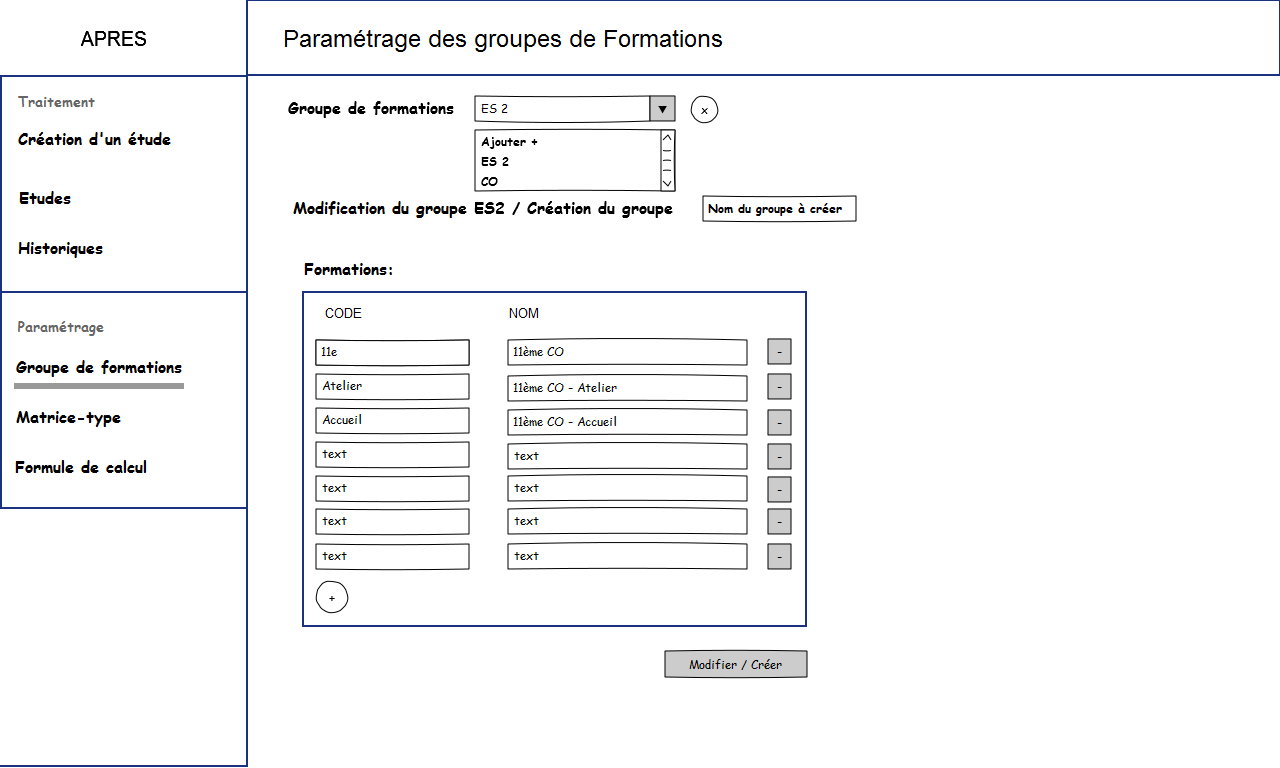 APRES
Paramétrage des groupes de Formations
Traitement
Création d'un étude
Etudes
Historiques
Paramétrage
Groupe de formations
Matrice-type
Formule de calcul
Groupe de formations ES 2 ▼ x
Ajouter +
ES 2
CO
Modification du groupe ES2 / Création du groupe Nom du groupe à créer
Formations:
CODE NOM
11e 11ème CO -
Atelier 11ème CO - Atelier -
Accueil 11ème CO - Accueil -
text text -
text text -
text text -
text text -
+
Modifier / Créer